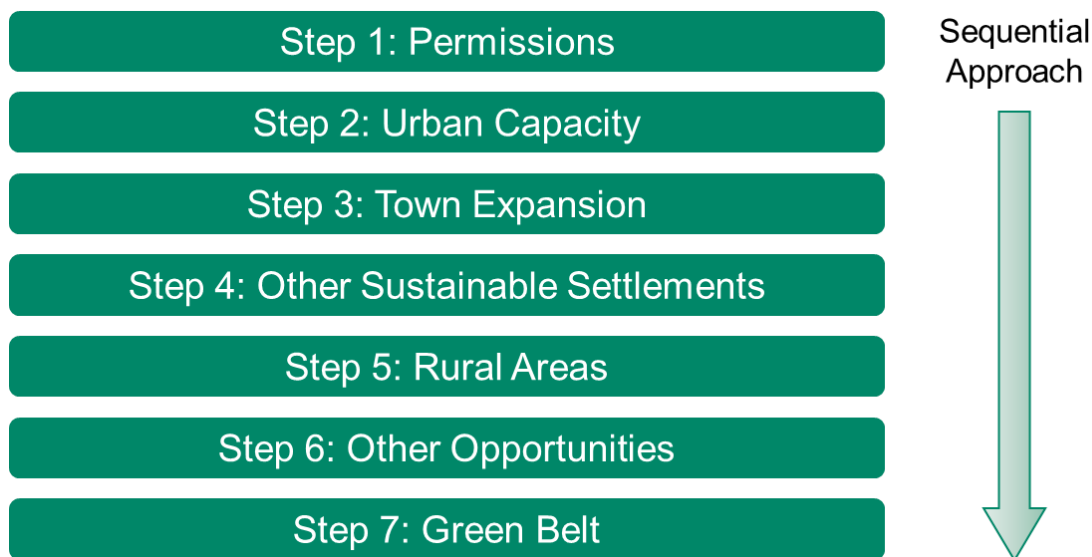 Step 1: Permissions
Step 2: Urban Capacity
Step 3: Town Expansion
Step 4: Other Sustainable Settlements
Step 5: Rural Areas
Step 6: Other Opportunities
Step 7: Green Belt
Sequential
Approach